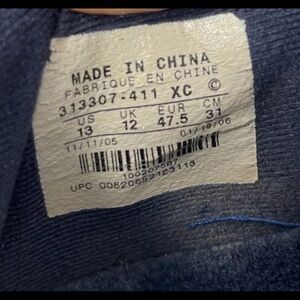 MADE IN CHINA
FABRIQUE EN CHINE
313307-411 XC ©
US UK EUR CM
13 12 47.5 31
11/11/05 01/19/06
100207587
UPC 00820652123113